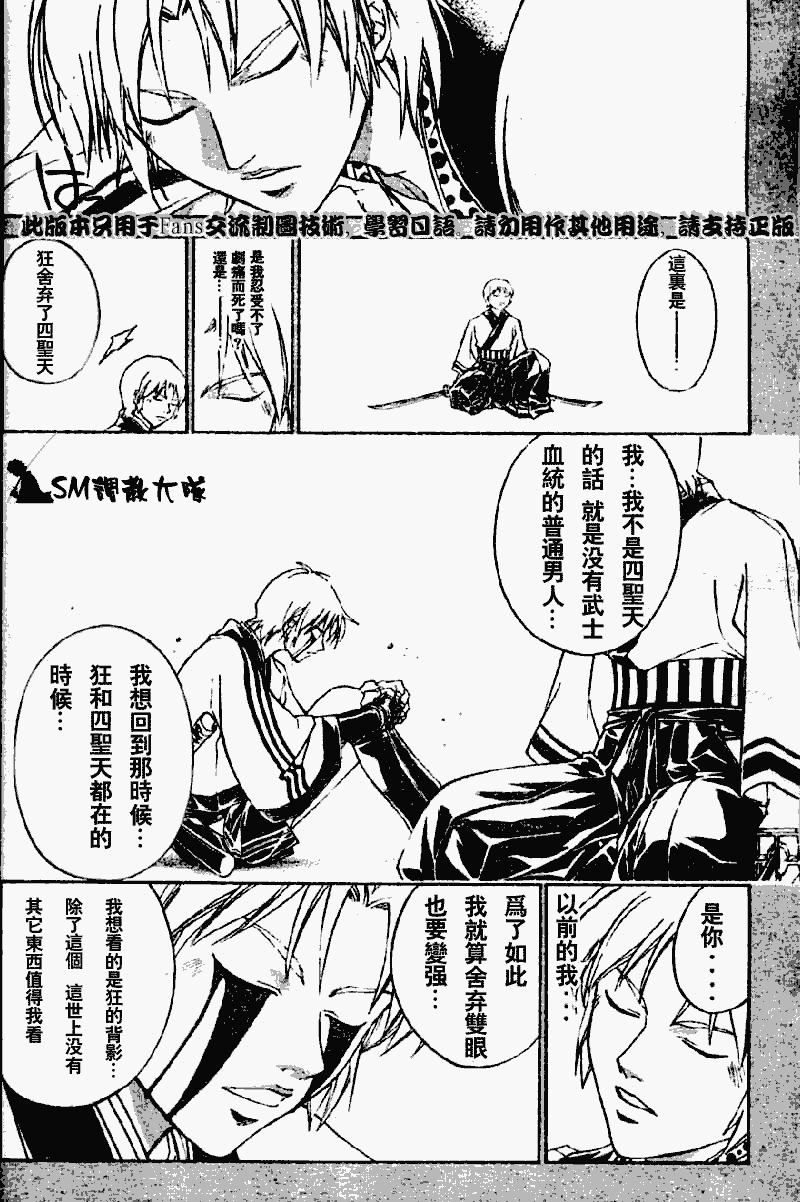 は
此版本只用于Fans交流制圖技術, 學習日語, 請勿用作其他用途, 請支持正版
這裏是———
是我忍受不了
劇痛而死了嗎?
還是……
狂舍弃了四聖天
我…我不是四聖天
的話 就是没有武士
血統的普通男人…
SM調教大隊
我想回到那時候…
狂和四聖天都在的
時候…
是你....
以前的我...
爲了如此
我就算舍弃雙眼
也要變强…
我想看的是狂的背影…
除了這個 這世上没有
其它東西值得我看